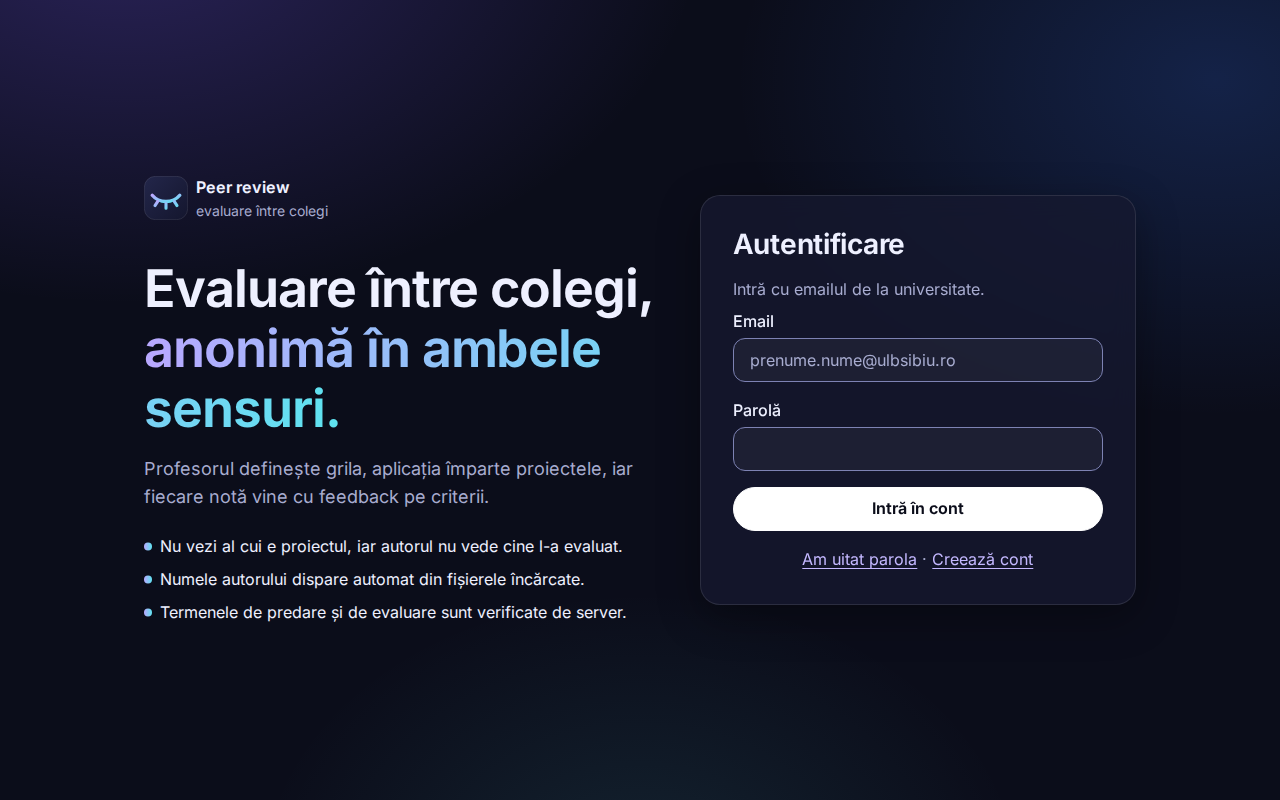 Peer review
evaluare între colegi
Evaluare între colegi,
anonimă în ambele
sensuri.
Profesorul definește grila, aplicația împarte proiectele, iar
fiecare notă vine cu feedback pe criterii.
Nu vezi al cui e proiectul, iar autorul nu vede cine l-a evaluat.
Numele autorului dispare automat din fișierele încărcate.
Termenele de predare și de evaluare sunt verificate de server.
Autentificare
Intră cu emailul de la universitate.
Email
prenume.nume@ulbsibiu.ro
Parolă
Intră în cont
Am uitat parola · Creează cont